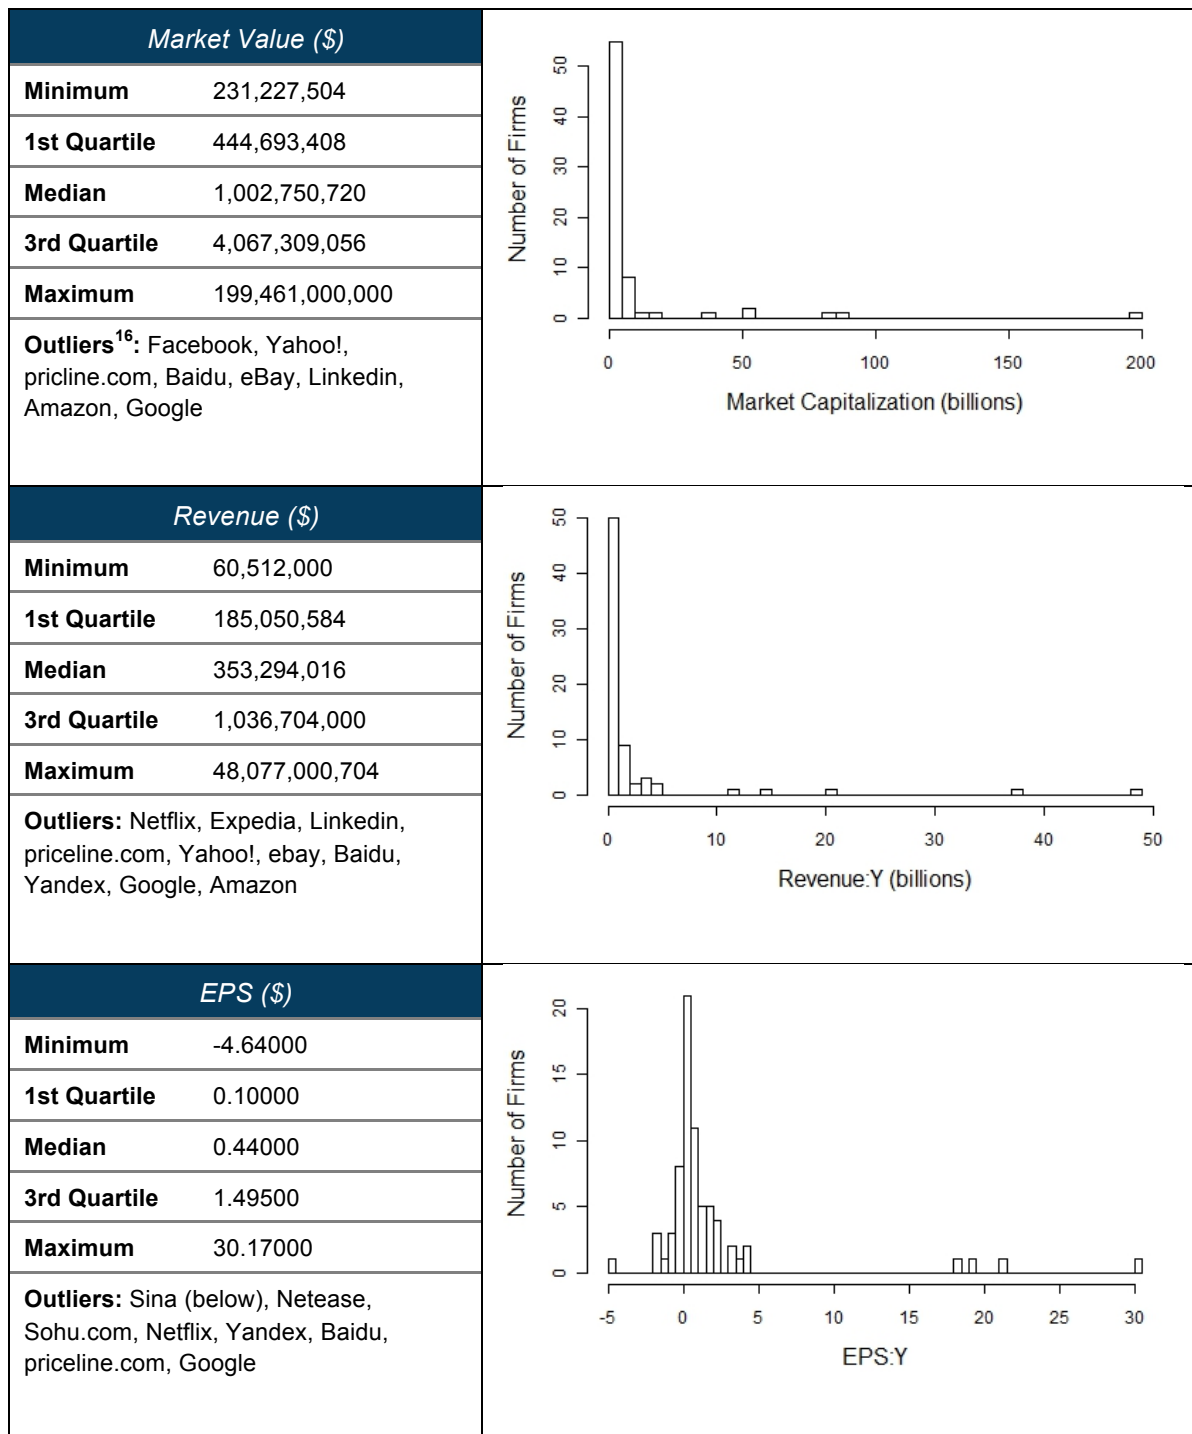 Market Value ($)
Minimum 231,227,504
1st Quartile 444,693,408
Median 1,002,750,720
3rd Quartile 4,067,309,056
Maximum 199,461,000,000
Outliers16: Facebook, Yahoo!,
pricline.com, Baidu, eBay, Linkedin,
Amazon, Google
Number of Firms
50
40
30
20
10
0
0 50 100 150 200
Market Capitalization (billions)
Revenue ($)
Minimum 60,512,000
1st Quartile 185,050,584
Median 353,294,016
3rd Quartile 1,036,704,000
Maximum 48,077,000,704
Outliers: Netflix, Expedia, Linkedin,
priceline.com, Yahoo!, ebay, Baidu,
Yandex, Google, Amazon
Number of Firms
50
40
30
20
10
0
0 10 20 30 40 50
Revenue:Y (billions)
EPS ($)
Minimum -4.64000
1st Quartile 0.10000
Median 0.44000
3rd Quartile 1.49500
Maximum 30.17000
Outliers: Sina (below), Netease,
Sohu.com, Netflix, Yandex, Baidu,
priceline.com, Google
Number of Firms
20
15
10
5
0
-5 0 5 10 15 20 25 30
EPS:Y